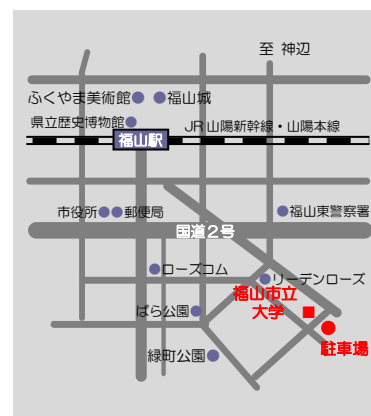 至 神辺
ふくやま美術館
福山城
県立歴史博物館
JR山陽新幹線・山陽本線
福山駅
市役所
郵便局
福山東警察署
国道2号
ローズコム
リーデンローズ
福山市立
大学
ばら公園
駐車場
緑町公園